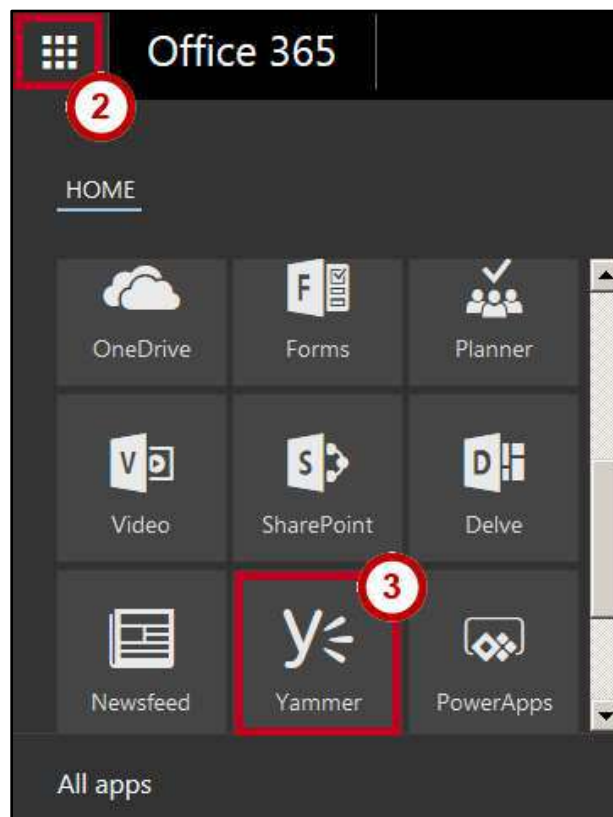 Office 365
2
HOME
OneDrive Forms Planner
Video SharePoint Delve
3
Newsfeed Yammer PowerApps
All apps